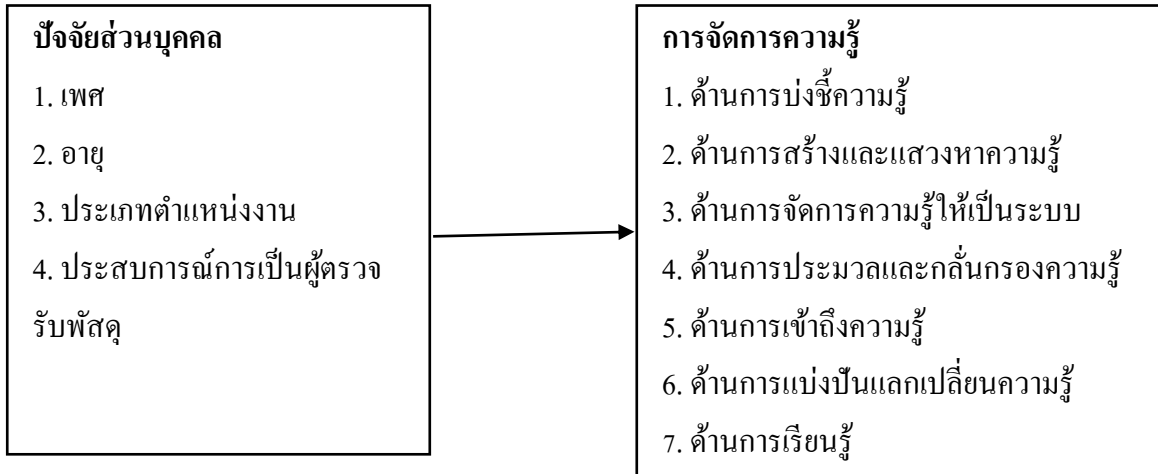 ปัจจัยส่วนบุคคล
1. เพศ
2. อายุ
3. ประเภทตำแหน่งงาน
4. ประสบการณ์การเป็นผู้ตรวจ
รับพัสดุ
การจัดการความรู้
1. ด้านการบ่งชี้ความรู้
2. ด้านการสร้างและแสวงหาความรู้
3. ด้านการจัดการความรู้ให้เป็นระบบ
4. ด้านการประมวลและกลั่นกรองความรู้
5. ด้านการเข้าถึงความรู้
6. ด้านการแบ่งปันแลกเปลี่ยนความรู้
7. ด้านการเรียนรู้